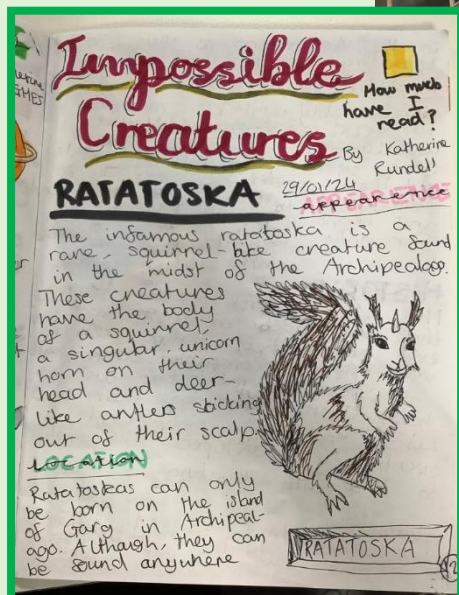 Impossible
Creatures
How much
have I
read?
By Katherine
Rundell
RATATOSKA
29/01/24
APPEARENCE
appearence
The infamous ratatoska is a
rare, squirrel-like creature found
in the midst of the Archipealago.
These creatures
have the body
of a squirrel,
a singular, unicorn
horn on their
head and deer-
like antlers sticking
out of their scalp.
LOCATION
location
Ratatoskas can only
be born on the island
of Garg in Archipeal-
ago. Although, they can
be found anywhere
RATATOSKA